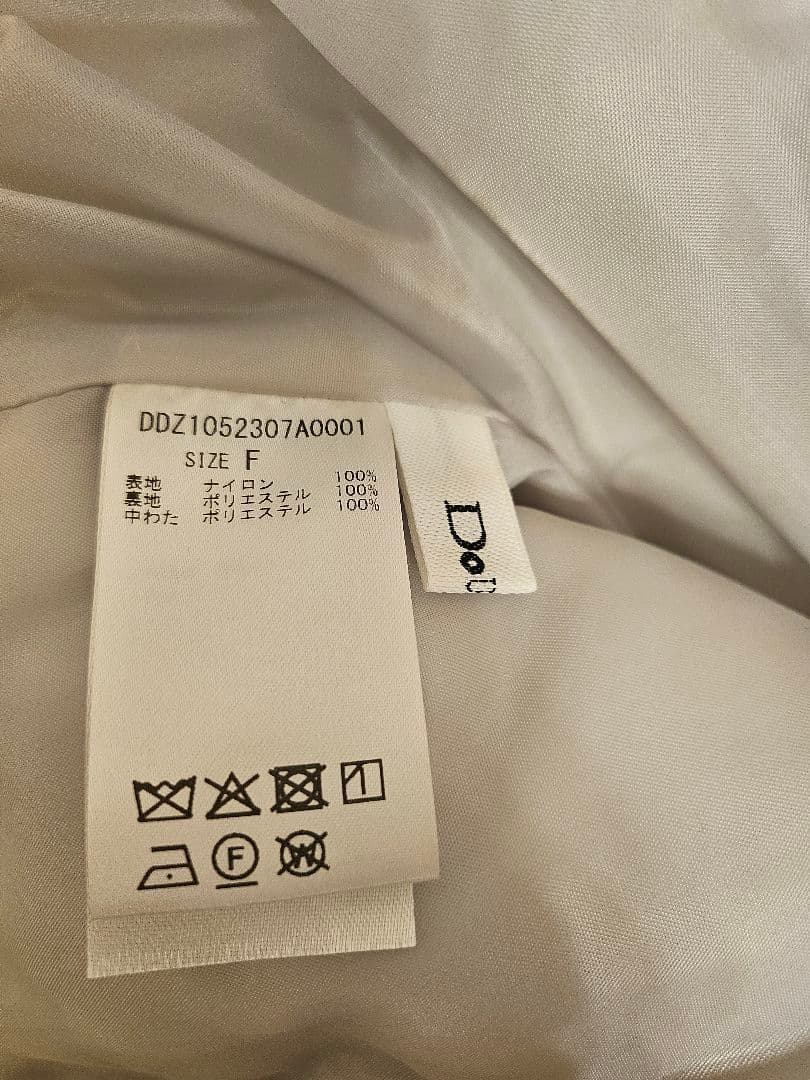 DDZ1052307A0001
SIZE F
表地 ナイロン 100%
裏地 ポリエステル 100%
中わた ポリエステル 100%
F
W